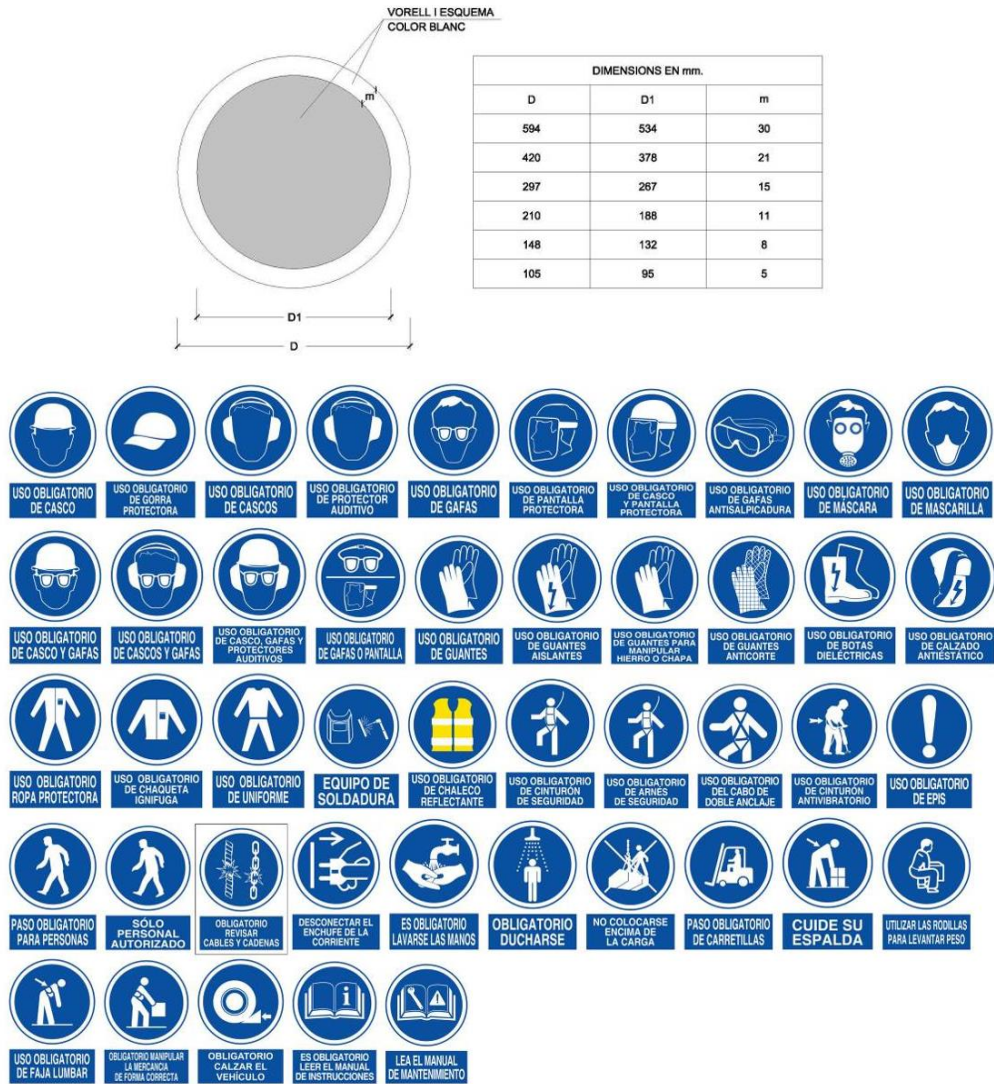 VORELL I ESQUEMA
COLOR BLANC
m
D1
D
DIMENSIONS EN mm.
D D1 m
594 534 30
420 378 21
297 267 15
210 188 11
148 132 8
105 95 5
USO OBLIGATORIO
DE CASCO
USO OBLIGATORIO
DE GORRA
PROTECTORA
USO OBLIGATORIO
DE CASCOS
USO OBLIGATORIO
DE PROTECTOR
AUDITIVO
USO OBLIGATORIO
DE GAFAS
USO OBLIGATORIO
DE PANTALLA
PROTECTORA
USO OBLIGATORIO
DE CASCO
Y PANTALLA
PROTECTORA
USO OBLIGATORIO
DE GAFAS
ANTISALPICADURA
USO OBLIGATORIO
DE MÁSCARA
USO OBLIGATORIO
DE MASCARILLA
USO OBLIGATORIO
DE CASCO Y GAFAS
USO OBLIGATORIO
DE CASCOS Y GAFAS
USO OBLIGATORIO
DE CASCO, GAFAS Y
PROTECTORES
AUDITIVOS
USO OBLIGATORIO
DE GAFAS O PANTALLA
USO OBLIGATORIO
DE GUANTES
USO OBLIGATORIO
DE GUANTES
AISLANTES
USO OBLIGATORIO
DE GUANTES PARA
MANIPULAR
HIERRO O CHAPA
USO OBLIGATORIO
DE GUANTES
ANTICORTE
USO OBLIGATORIO
DE BOTAS
DIELÉCTRICAS
USO OBLIGATORIO
DE CALZADO
ANTIESTÁTICO
USO OBLIGATORIO
ROPA PROTECTORA
USO OBLIGATORIO
DE CHAQUETA
IGNIFUGA
USO OBLIGATORIO
DE UNIFORME
EQUIPO DE
SOLDADURA
USO OBLIGATORIO
DE CHALECO
REFLECTANTE
USO OBLIGATORIO
DE CINTURÓN
DE SEGURIDAD
USO OBLIGATORIO
DE ARNÉS
DE SEGURIDAD
USO OBLIGATORIO
DEL CABO DE
DOBLE ANCLAJE
USO OBLIGATORIO
DE CINTURÓN
ANTIVIBRATORIO
USO OBLIGATORIO
DE EPIS
PASO OBLIGATORIO
PARA PERSONAS
SÓLO
PERSONAL
AUTORIZADO
OBLIGATORIO
REVISAR
CABLES Y CADENAS
DESCONECTAR EL
ENCHUFE DE LA
CORRIENTE
ES OBLIGATORIO
LAVARSE LAS MANOS
OBLIGATORIO
DUCHARSE
NO COLOCARSE
ENCIMA DE
LA CARGA
PASO OBLIGATORIO
DE CARRETILLAS
CUIDE SU
ESPALDA
UTILIZAR LAS RODILLAS
PARA LEVANTAR PESO
USO OBLIGATORIO
DE FAJA LUMBAR
OBLIGATORIO MANIPULAR
LA MERCANCIA
DE FORMA CORRECTA
OBLIGATORIO
CALZAR EL
VEHÍCULO
i
ES OBLIGATORIO
LEER EL MANUAL
DE INSTRUCCIONES
LEA EL MANUAL
DE MANTENIMIENTO